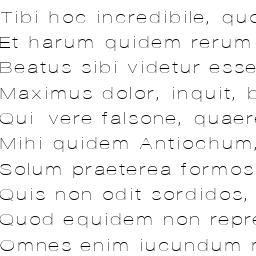 Tibi hoc incredibile, quo
Et harum quidem rerum
Beatus sibi videtur esse
Maximus dolor, inquit, b
Qui vere falsone, quaere
Mihi quidem Antiochum,
Solum praeterea formos
Quis non odit sordidos,
Quod equidem non repre
Omnes enim iucundum r